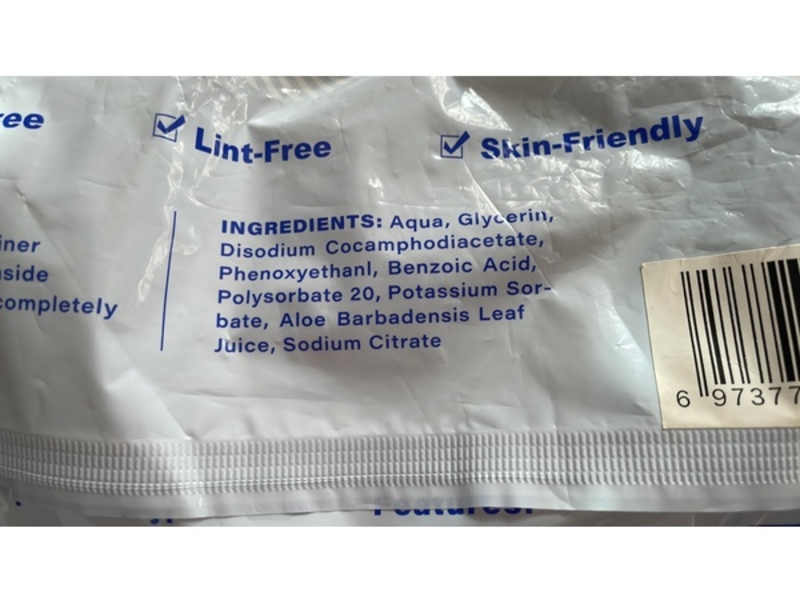 ree
Lint-Free
Skin-Friendly
INGREDIENTS: Aqua, Glycerin,
Disodium Cocamphodiacetate,
Phenoxyethanl, Benzoic Acid,
Polysorbate 20, Potassium Sor-
bate, Aloe Barbadensis Leaf
Juice, Sodium Citrate
iner
nside
completely
6 97377
Features: